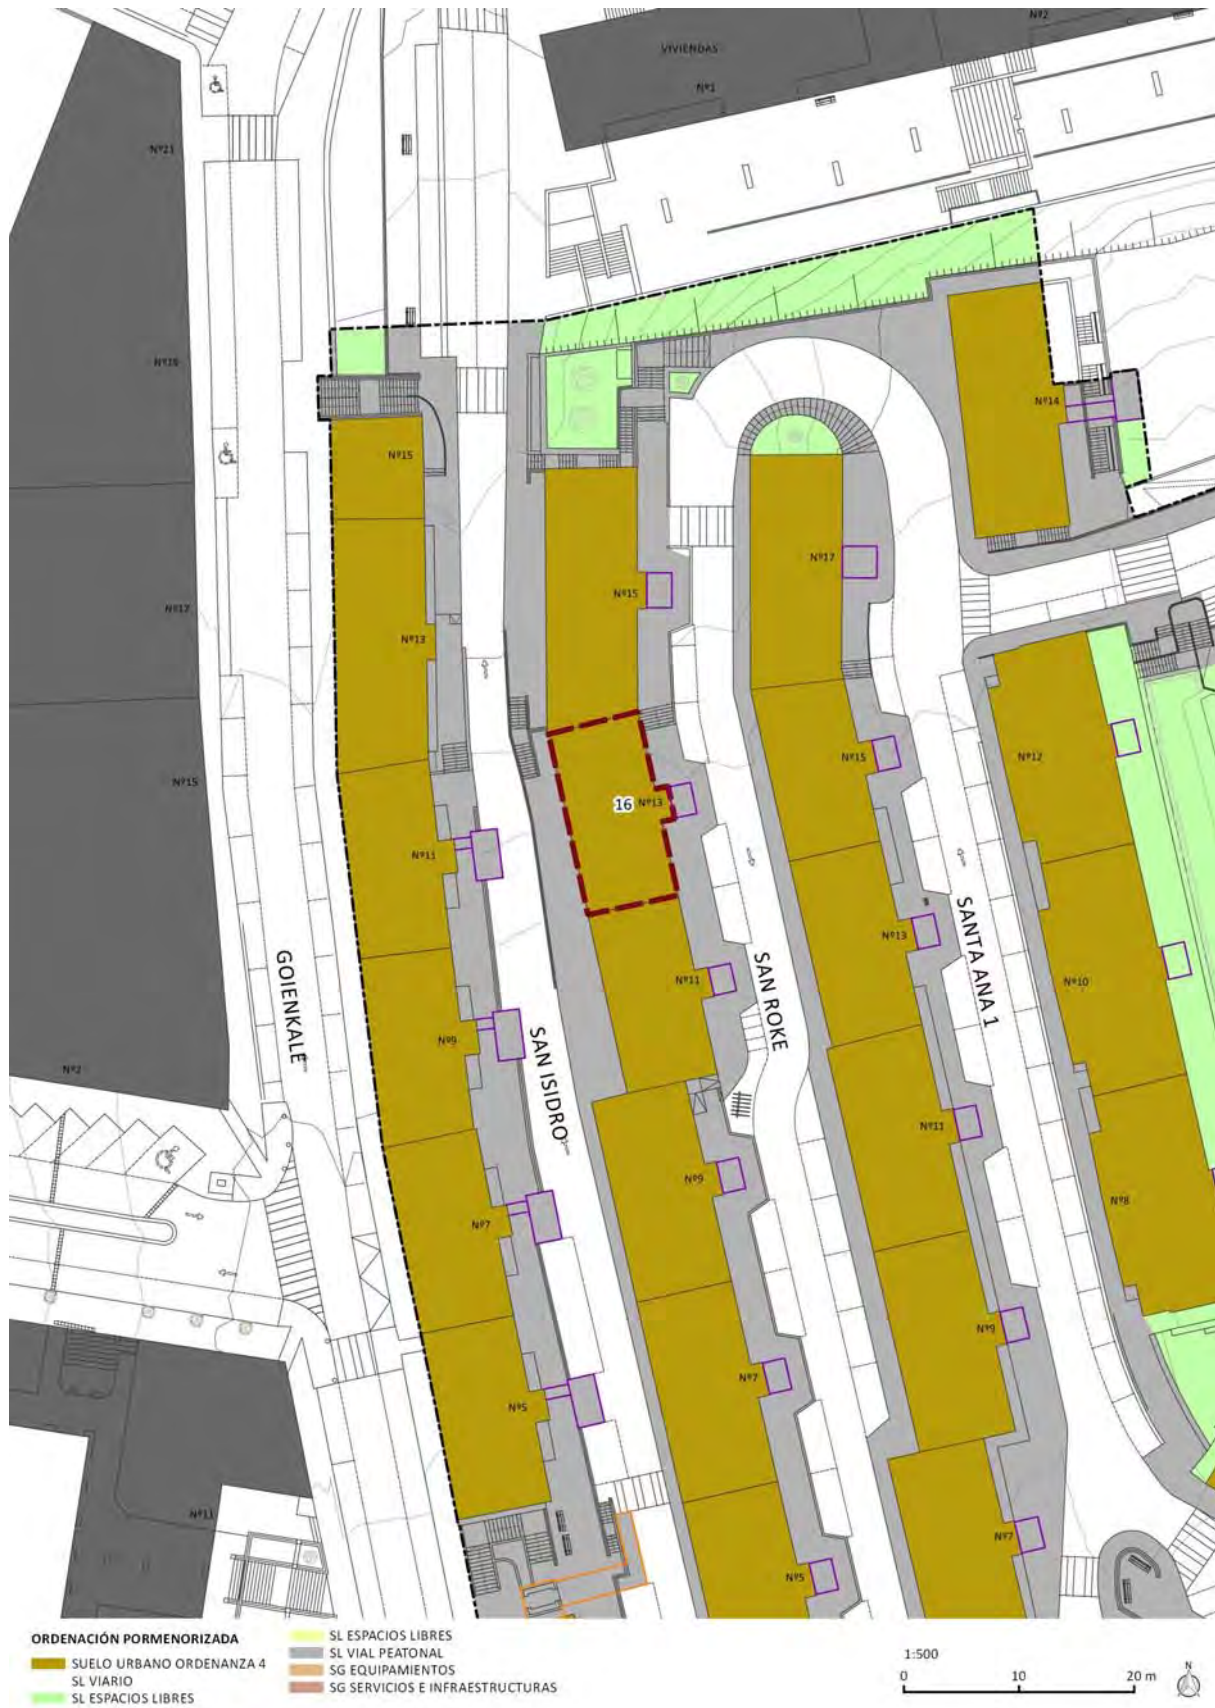 Nº2
VIVIENDAS
Nº1
Nº21
Nº19
Nº14
Nº15
Nº17
Nº15
Nº17
Nº13
Nº12
Nº15
Nº15
16
Nº13
Nº11
Nº13
SANTA ANA 1
GOIENKALE
Nº11
Nº10
SAN ROKE
Nº9
SAN ISIDRO
Nº2
Nº11
Nº9
Nº8
Nº7
Nº9
Nº7
Nº5
Nº11
Nº7
Nº5
ORDENACIÓN PORMENORIZADA
SUELO URBANO ORDENANZA 4
SL VIARIO
SL ESPACIOS LIBRES
SL ESPACIOS LIBRES
SL VIAL PEATONAL
SG EQUIPAMIENTOS
SG SERVICIOS E INFRAESTRUCTURAS
1:500
0 10 20 m
N